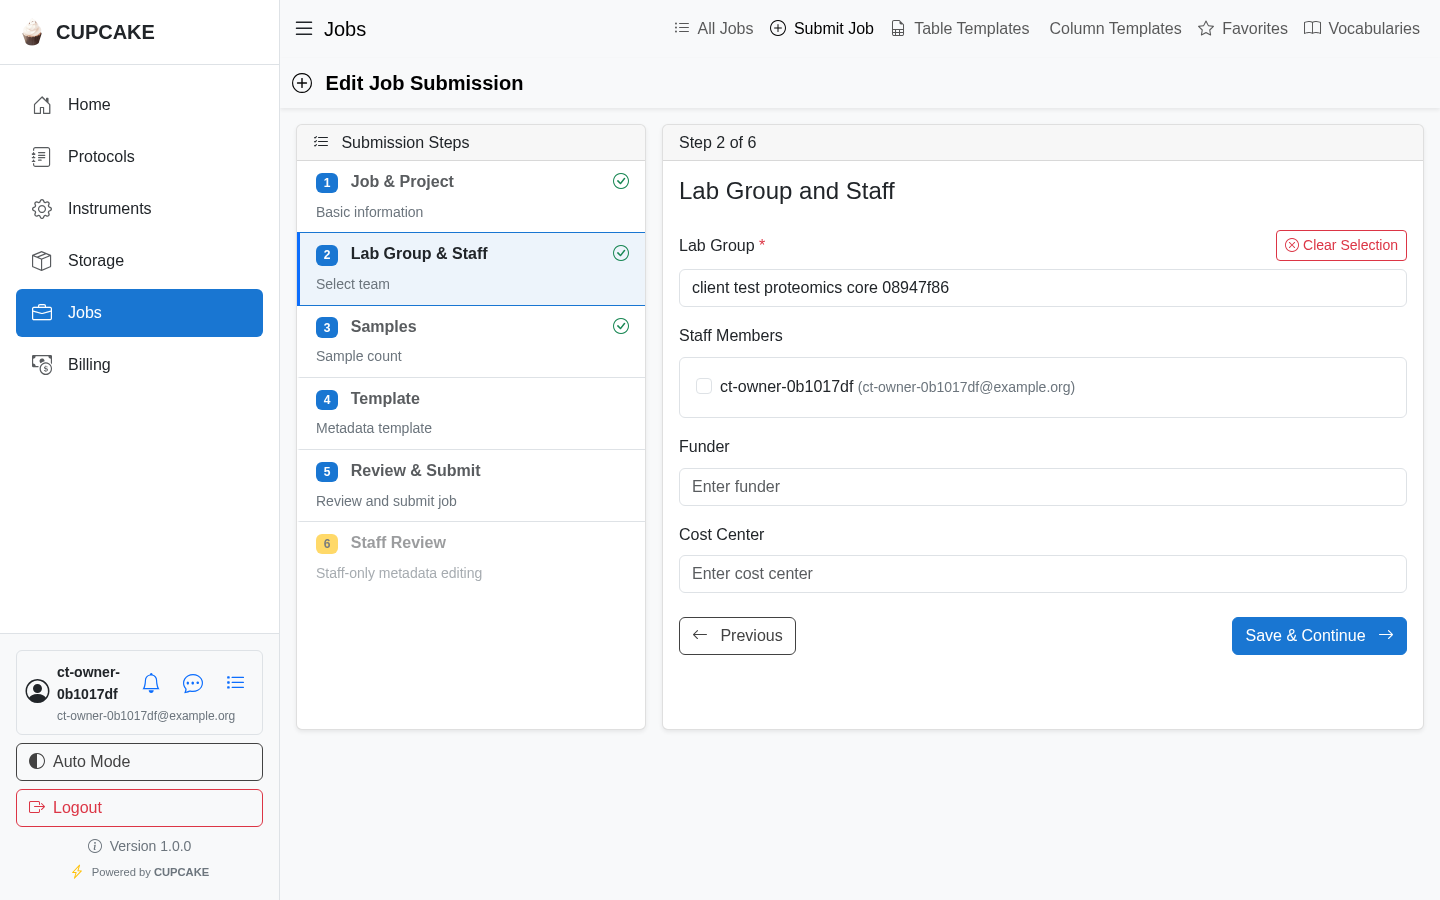 CUPCAKE
Home
Protocols
Instruments
Storage
Jobs
Billing
ct-owner-
0b1017df
ct-owner-0b1017df@example.org
Auto Mode
Logout
Version 1.0.0
Powered by CUPCAKE
Jobs
All Jobs
Submit Job
Table Templates
Column Templates
Favorites
Vocabularies
Edit Job Submission
Submission Steps
1 Job & Project
Basic information
2 Lab Group & Staff
Select team
3 Samples
Sample count
4 Template
Metadata template
5 Review & Submit
Review and submit job
6 Staff Review
Staff-only metadata editing
Step 2 of 6
Lab Group and Staff
Lab Group *
Clear Selection
client test proteomics core 08947f86
Staff Members
ct-owner-0b1017df (ct-owner-0b1017df@example.org)
Funder
Enter funder
Cost Center
Enter cost center
Previous
Save & Continue